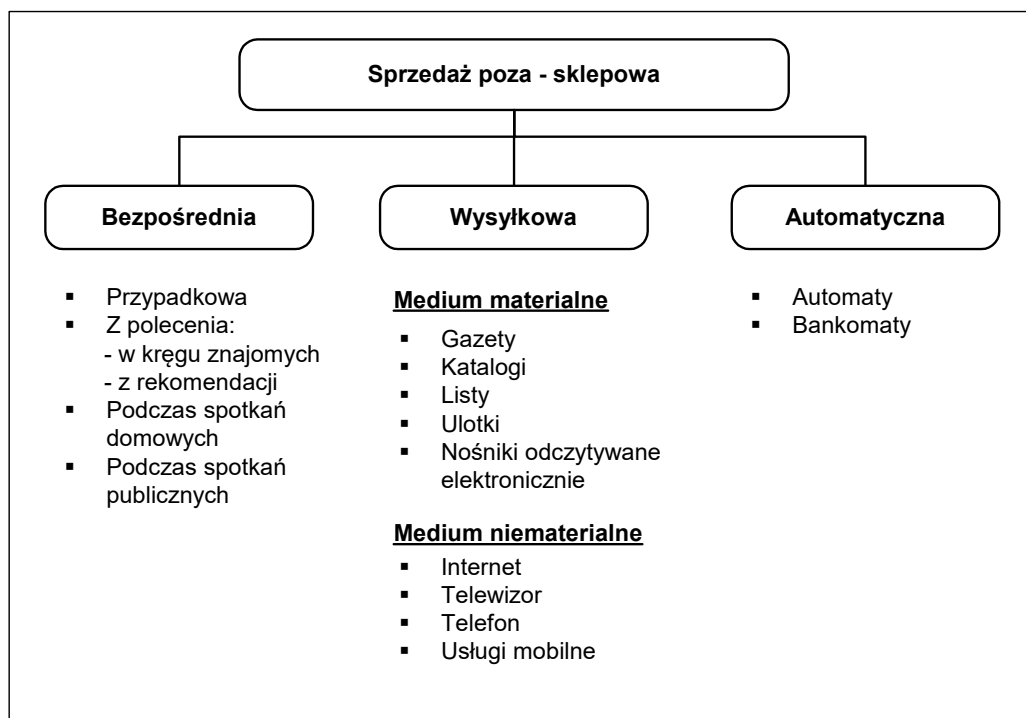 Sprzedaż poza - sklepowa
Bezpośrednia
▪ Przypadkowa
▪ Z polecenia:
- w kręgu znajomych
- z rekomendacji
▪ Podczas spotkań
domowych
▪ Podczas spotkań
publicznych
Wysyłkowa
Medium materialne
▪ Gazety
▪ Katalogi
▪ Listy
▪ Ulotki
▪ Nośniki odczytywane
elektronicznie
Medium niematerialne
▪ Internet
▪ Telewizor
▪ Telefon
▪ Usługi mobilne
Automatyczna
▪ Automaty
▪ Bankomaty